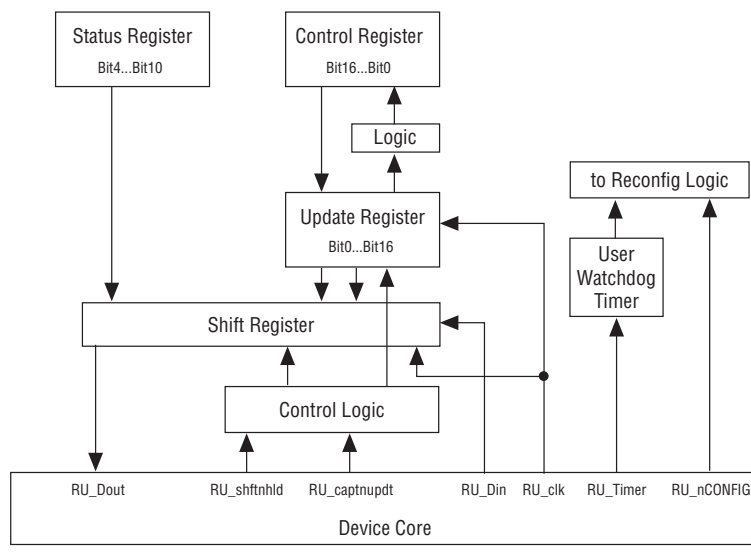 Status Register
Bit4...Bit10
Control Register
Bit16...Bit0
Logic
to Reconfig Logic
Update Register
Bit0...Bit16
User
Watchdog
Timer
Shift Register
Control Logic
RU_Dout
RU_shftnhld
RU_captnupdt
RU_Din
RU_clk
RU_Timer
RU_nCONFIG
Device Core